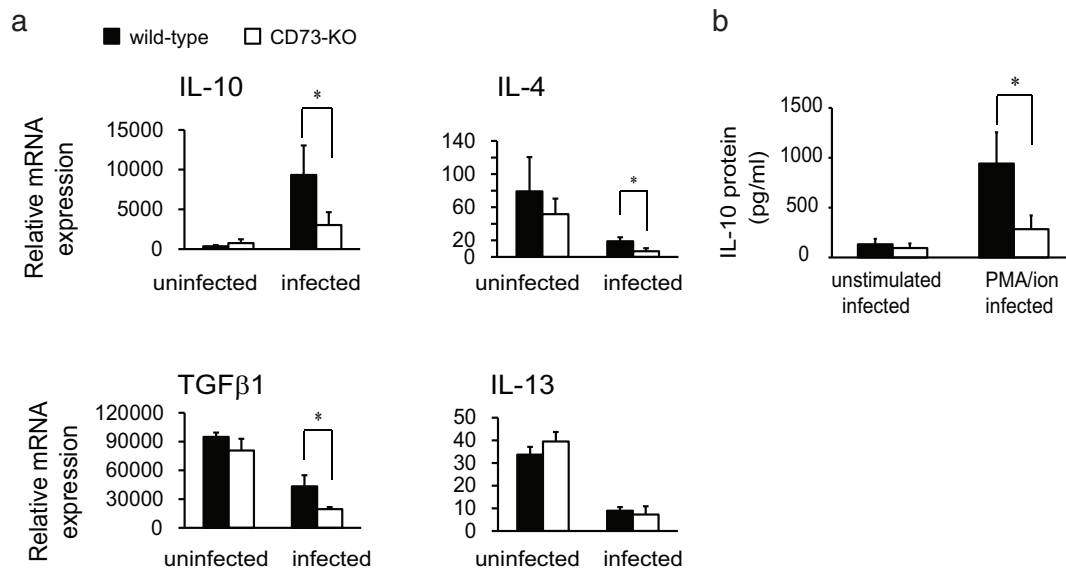 a
wild-type CD73-KO
IL-10
Relative mRNA
expression
15000
10000
5000
0
*
uninfected infected
IL-4
140
100
60
20
0
*
uninfected infected
b
IL-10 protein
(pg/ml)
1500
1000
500
0
*
unstimulated
infected
PMA/ion
infected
TGFβ1
Relative mRNA
expression
120000
90000
60000
30000
0
*
uninfected infected
IL-13
50
40
30
20
10
0
uninfected infected